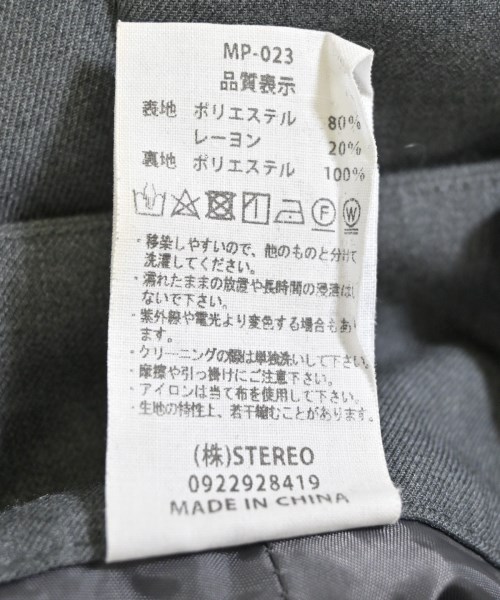 MP-023
品質表示
表地 ポリエステル 80%
レーヨン 20%
裏地 ポリエステル 100%
F W
・移染しやすいので、他のものと分けて
洗濯してください。
・濡れたままの放置や長時間の浸漬はし
ないで下さい。
・紫外線や電光より変色する場合もあり
ます。
・クリーニングの際は単独洗いして下さい。
・摩擦や引っ掛けにご注意下さい。
・アイロンは当て布を使用して下さい。
・生地の特性上、若干縮むことがあります。
(株)STEREO
0922928419
MADE IN CHINA